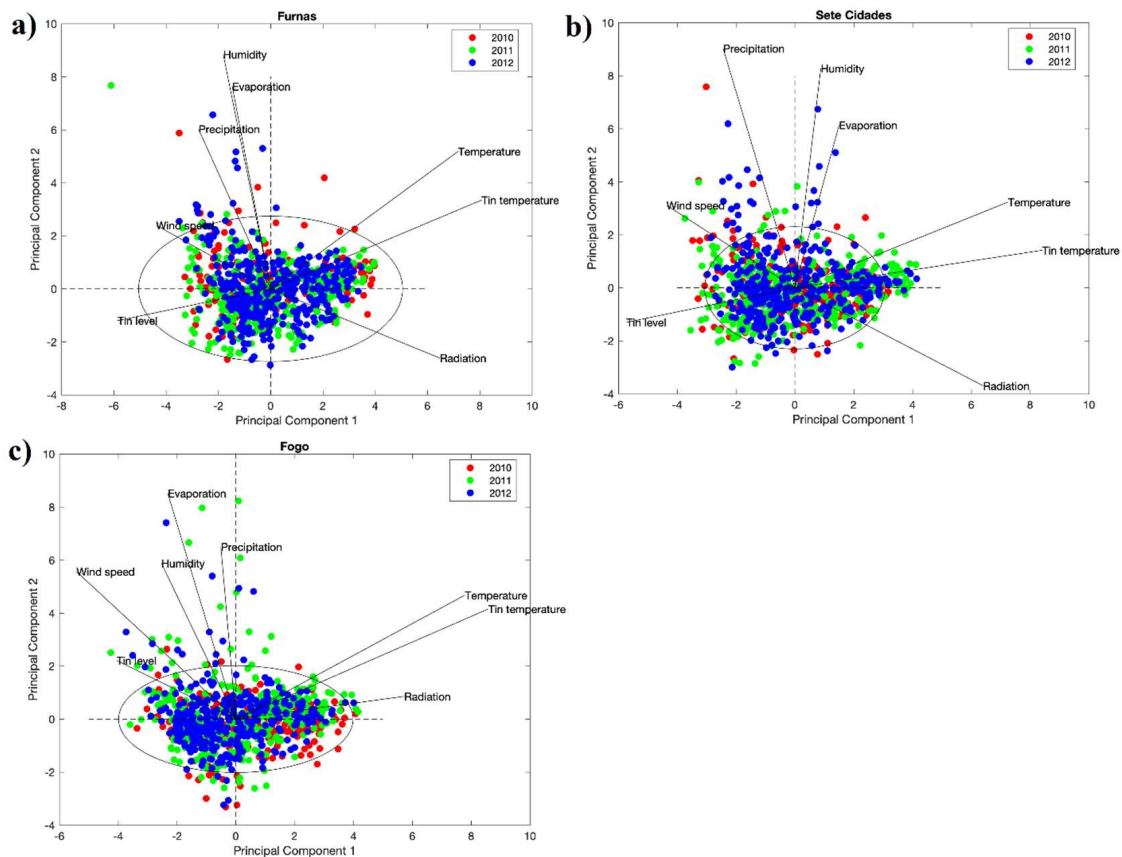 a)
Furnas
2010
2011
2012
Humidity
Evaporation
Precipitation
Temperature
Tin temperature
Wind speed
Tin level
Radiation
Principal Component 2
10
8
6
4
2
0
-2
-4
-8 -6 -4 -2 0 2 4 6 8 10
Principal Component 1
b)
Sete Cidades
2010
2011
2012
Precipitation
Humidity
Evaporation
Wind speed
Temperature
Tin temperature
Tin level
Radiation
Principal Component 2
10
8
6
4
2
0
-2
-4
-6 -4 -2 0 2 4 6 8 10
Principal Component 1
c)
Fogo
2010
2011
2012
Evaporation
Precipitation
Humidity
Wind speed
Temperature
Tin temperature
Tin level
Radiation
Principal Component 2
10
8
6
4
2
0
-2
-4
-6
-6 -4 -2 0 2 4 6 8 10
Principal Component 1